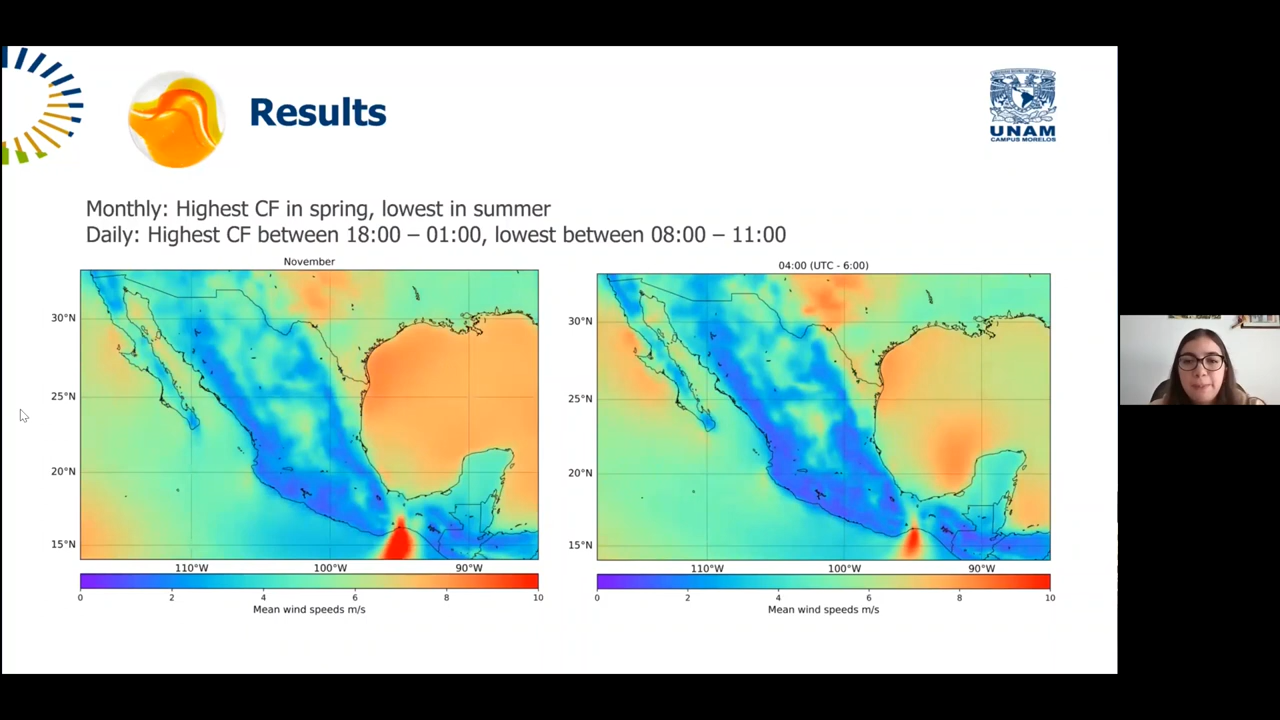 Results
UNAM
CAMPUS MORELOS
Monthly: Highest CF in spring, lowest in summer
Daily: Highest CF between 18:00 – 01:00, lowest between 08:00 – 11:00
November
30°N
25°N
20°N
15°N
110°W 100°W 90°W
0 2 4 6 8 10
Mean wind speeds m/s
04:00 (UTC - 6:00)
30°N
25°N
20°N
15°N
110°W 100°W 90°W
0 2 4 6 8 10
Mean wind speeds m/s